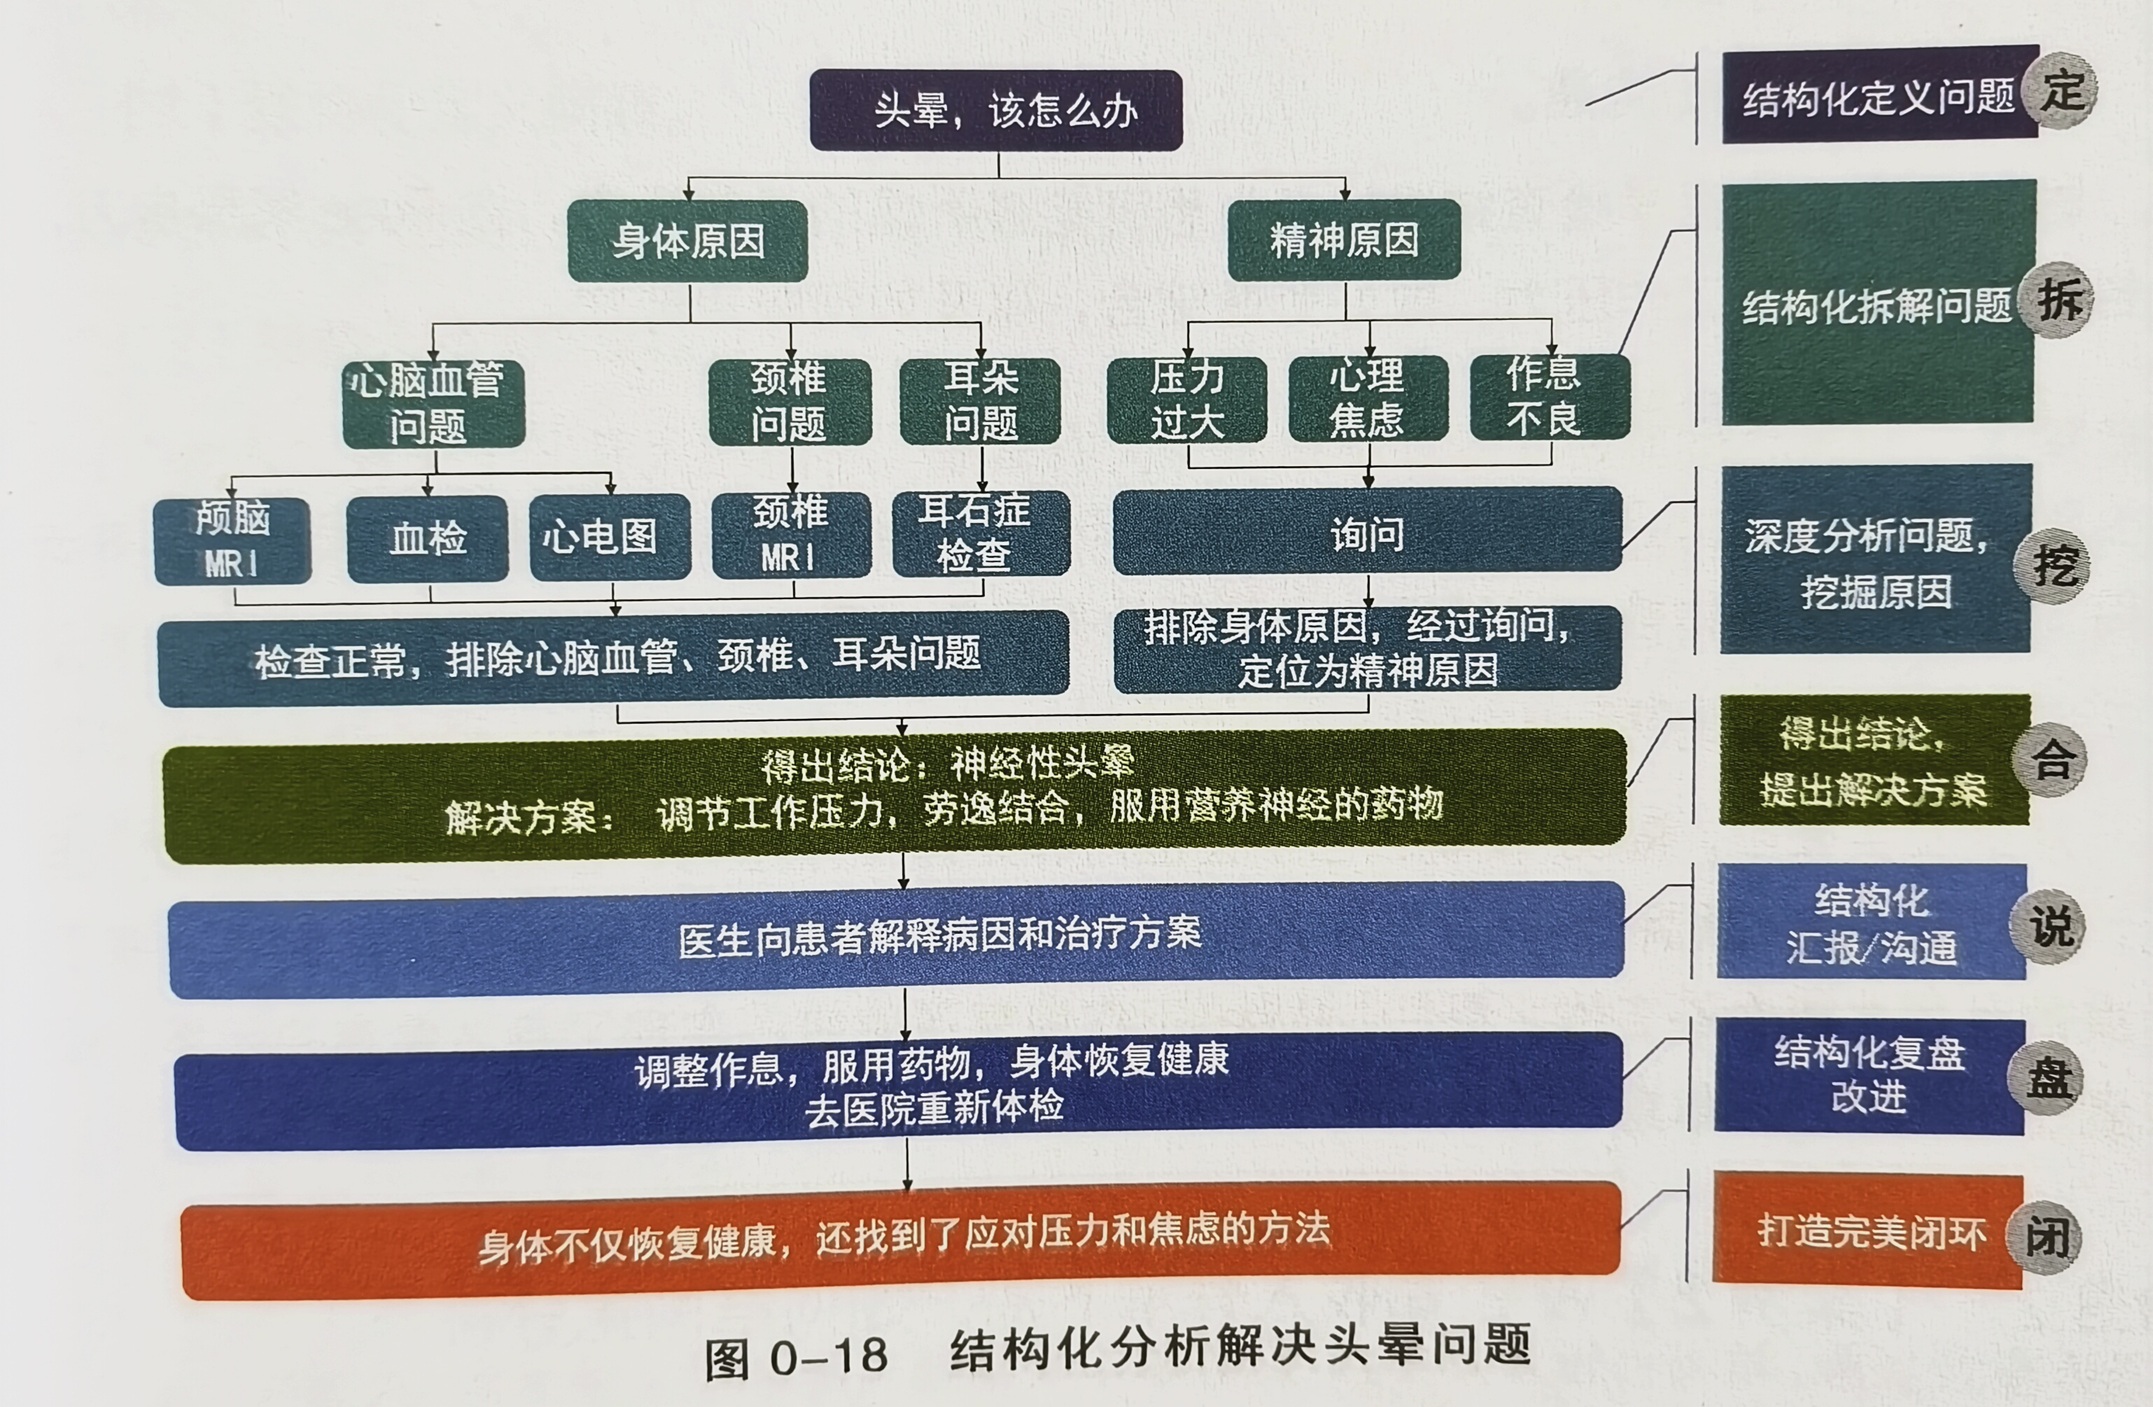 头晕，该怎么办
结构化定义问题
定
身体原因
精神原因
结构化拆解问题
拆
心脑血管
问题
颈椎
问题
耳朵
问题
压力
过大
心理
焦虑
作息
不良
颅脑
MRI
血检
心电图
颈椎
MRI
耳石症
检查
询问
深度分析问题，
挖掘原因
挖
检查正常，排除心脑血管、颈椎、耳朵问题
排除身体原因，经过询问，
定位为精神原因
得出结论：神经性头晕
解决方案： 调节工作压力，劳逸结合，服用营养神经的药物
得出结论，
提出解决方案
合
医生向患者解释病因和治疗方案
结构化
汇报/沟通
说
调整作息，服用药物，身体恢复健康
去医院重新体检
结构化复盘
改进
盘
身体不仅恢复健康，还找到了应对压力和焦虑的方法
打造完美闭环
闭
图 0-18 结构化分析解决头晕问题